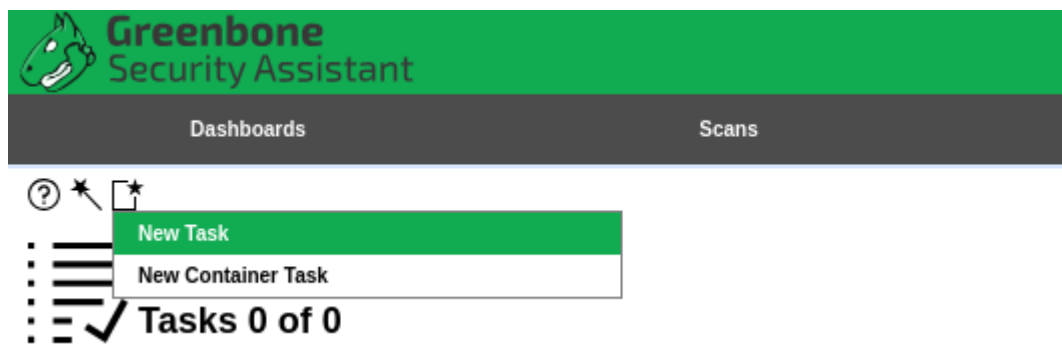 Greenbone
Security Assistant
Dashboards
Scans
?
New Task
New Container Task
Tasks 0 of 0